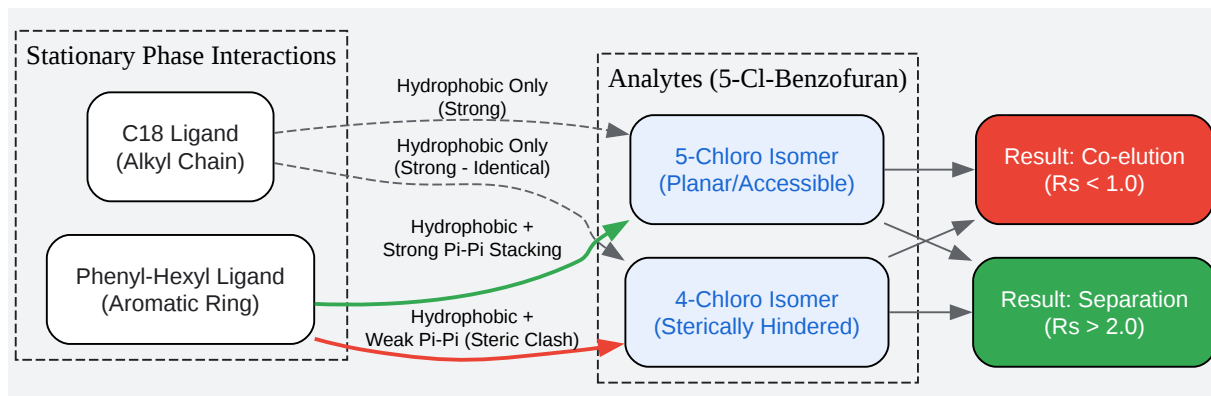 Stationary Phase Interactions
C18 Ligand
(Alkyl Chain)
Phenyl-Hexyl Ligand
(Aromatic Ring)
Hydrophobic Only
(Strong)
Hydrophobic Only
(Strong - Identical)
Hydrophobic +
Strong Pi-Pi Stacking
Hydrophobic +
Weak Pi-Pi (Steric Clash)
Analytes (5-Cl-Benzofuran)
5-Chloro Isomer
(Planar/Accessible)
4-Chloro Isomer
(Sterically Hindered)
Result: Co-elution
(Rs < 1.0)
Result: Separation
(Rs > 2.0)